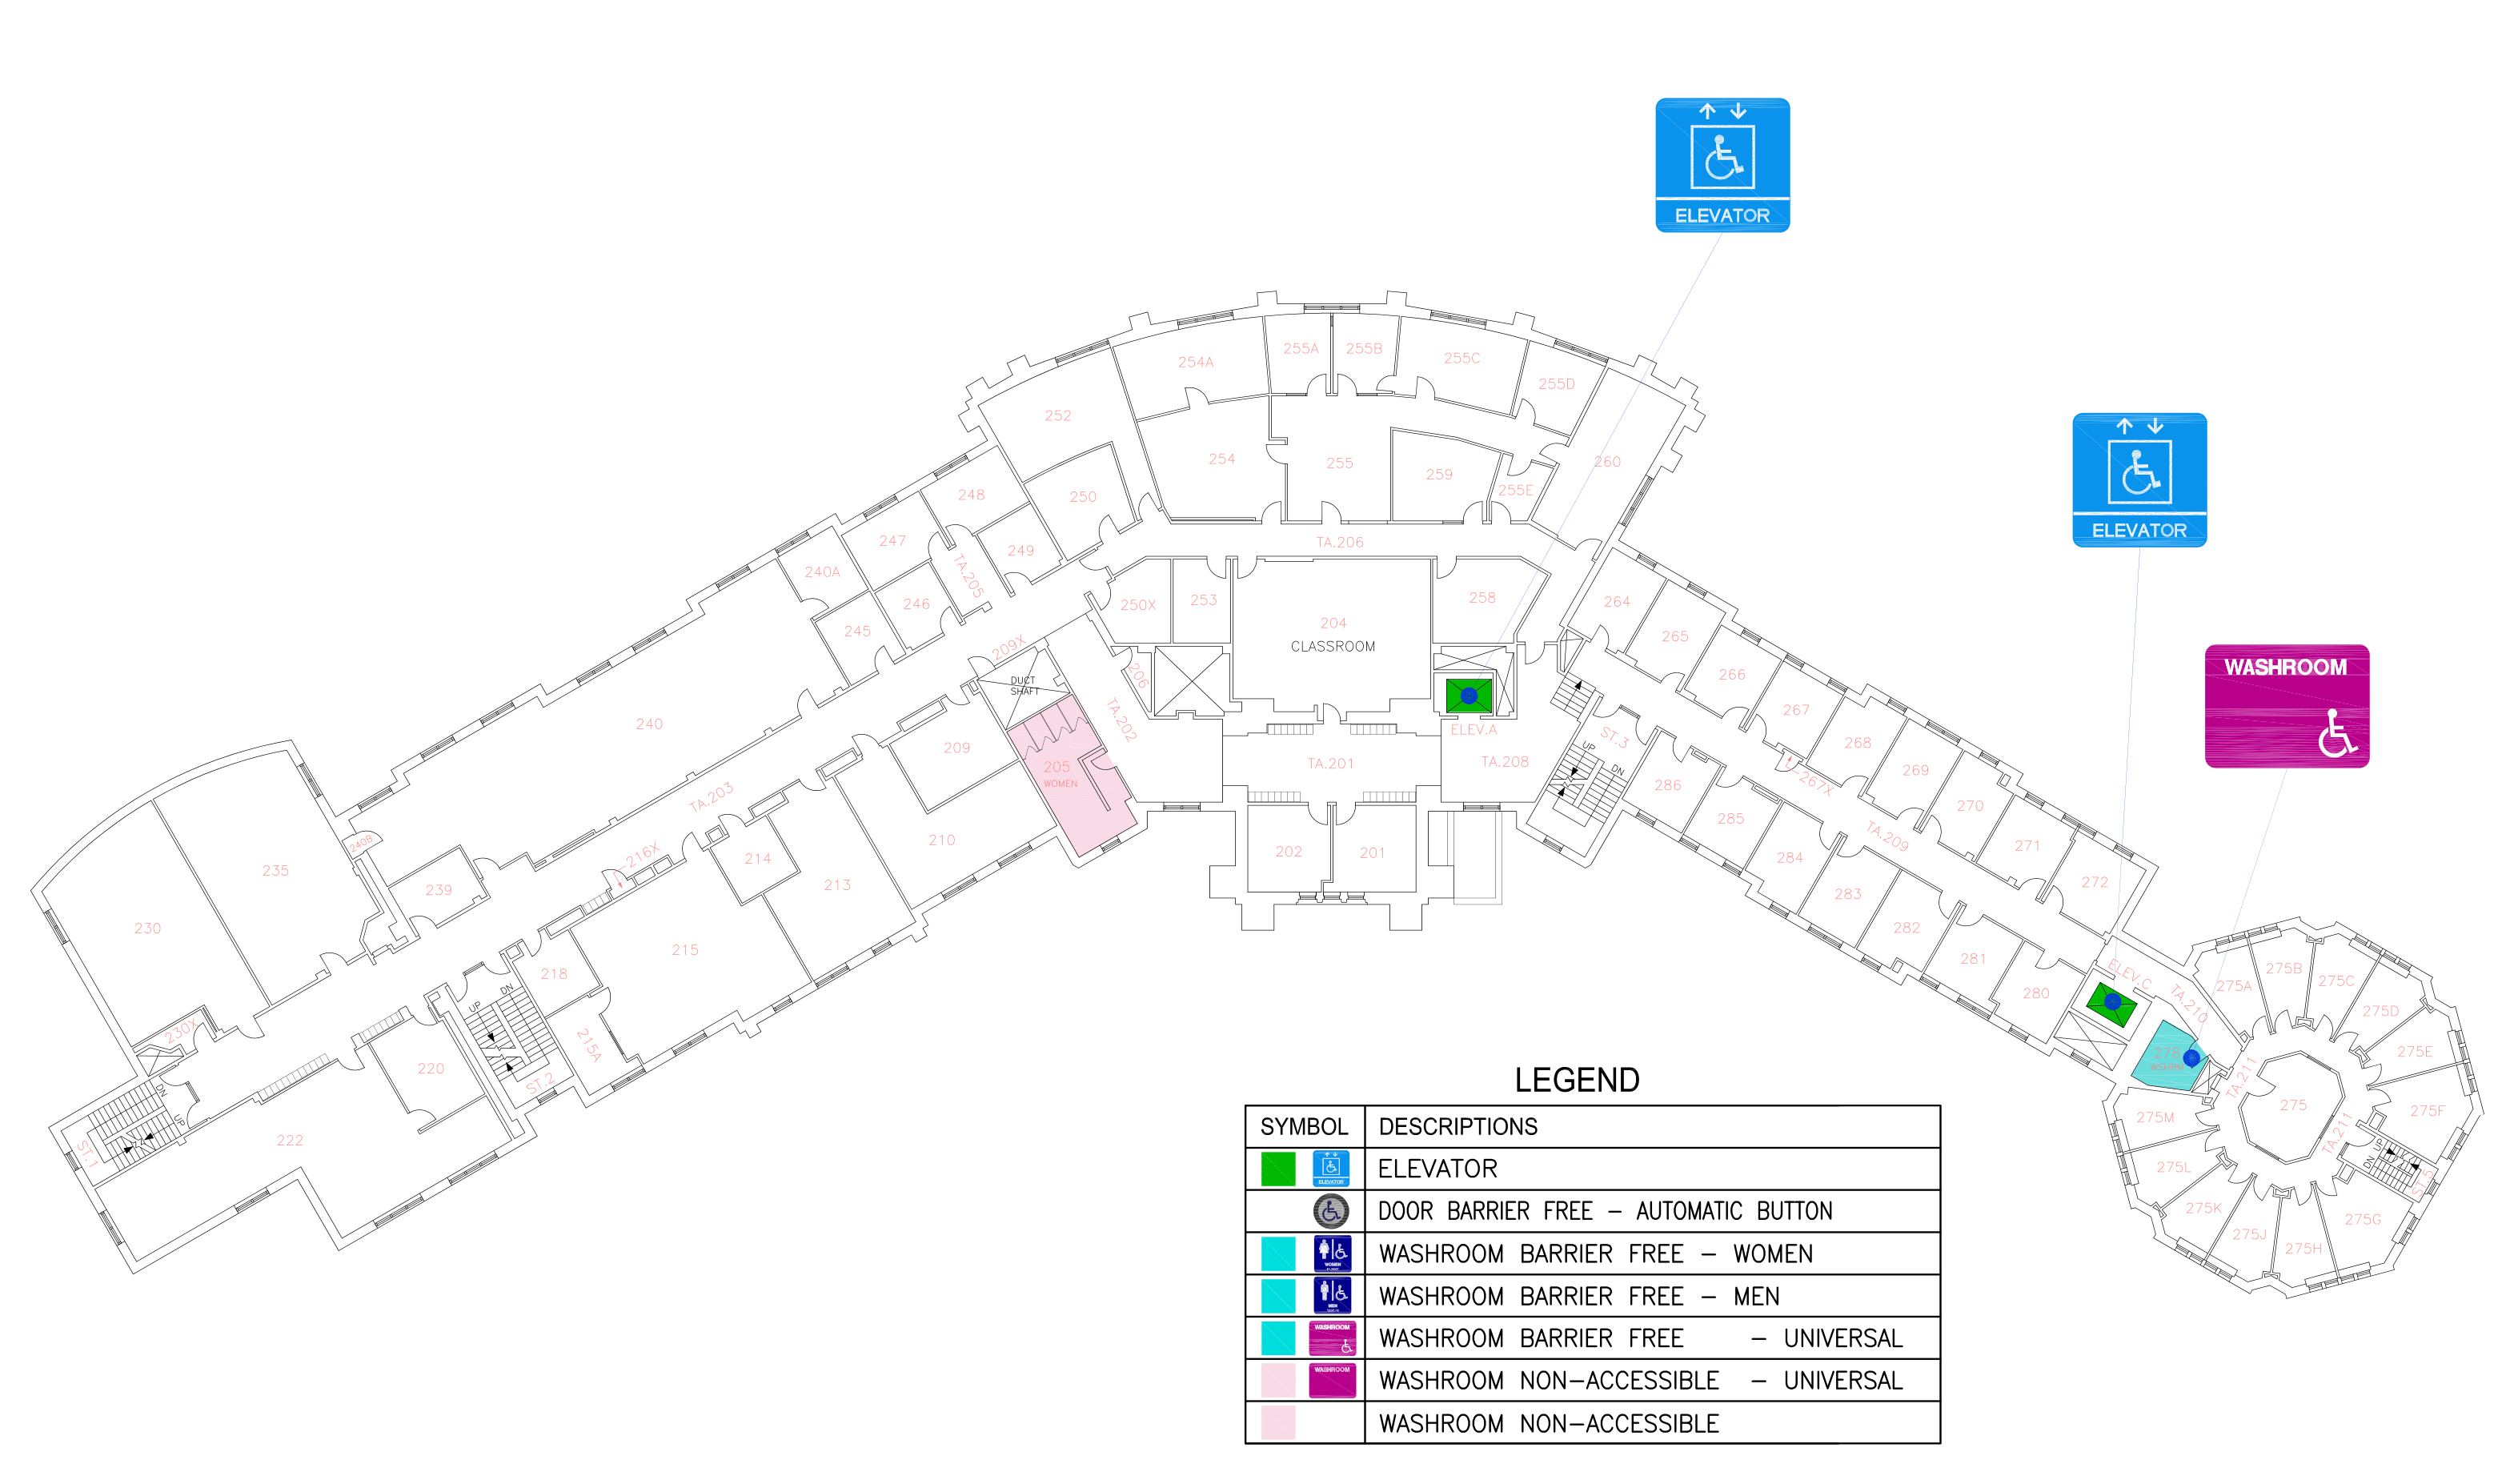 ELEVATOR
ELEVATOR
WASHROOM
254A
255A
255B
255C
255D
252
254
255
259
255E
260
248
250
247
249
TA.206
240A
TA.205
246
245
250X
253
204
CLASSROOM
258
264
265
266
267
268
269
270
271
272
209X
206
DUCT
SHAFT
TA.202
240
209
205
WOMEN
ELEV.A
TA.201
TA.208
ST.3
UP
DN
286
285
284
283
282
281
280
267X
TA.209
TA.203
210
202
201
216X
214
213
240B
239
235
230
215
218
UP
DN
215A
ST.2
230X
220
222
DN
UP
ST.1
ELEV.C
TA.210
278
WSHRM
TA.211
275A
275B
275C
275D
275E
275F
275
275M
275L
275K
275J
275H
275G
TA.211
DN
UP
ST.5
LEGEND
SYMBOL DESCRIPTIONS
ELEVATOR ELEVATOR
DOOR BARRIER FREE - AUTOMATIC BUTTON
WOMEN WASHROOM BARRIER FREE - WOMEN
MEN WASHROOM BARRIER FREE - MEN
WASHROOM WASHROOM BARRIER FREE - UNIVERSAL
WASHROOM WASHROOM NON-ACCESSIBLE - UNIVERSAL
WASHROOM NON-ACCESSIBLE